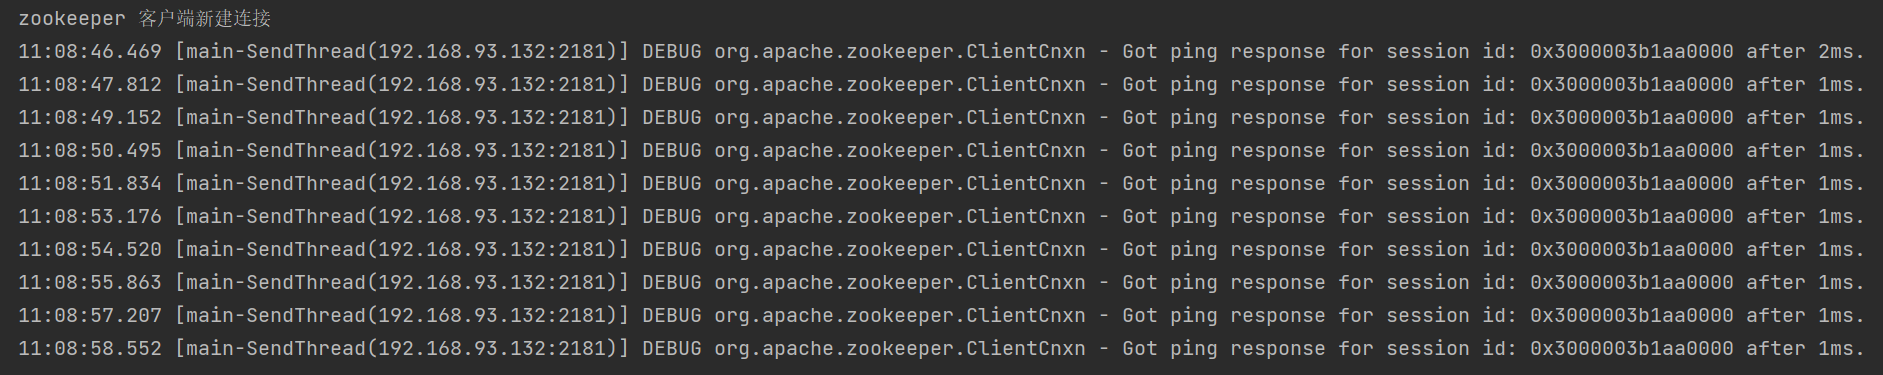 zookeeper 客户端新建连接
11:08:46.469 [main-SendThread(192.168.93.132:2181)] DEBUG org.apache.zookeeper.ClientCnxn - Got ping response for session id: 0x3000003b1aa0000 after 2ms.
11:08:47.812 [main-SendThread(192.168.93.132:2181)] DEBUG org.apache.zookeeper.ClientCnxn - Got ping response for session id: 0x3000003b1aa0000 after 1ms.
11:08:49.152 [main-SendThread(192.168.93.132:2181)] DEBUG org.apache.zookeeper.ClientCnxn - Got ping response for session id: 0x3000003b1aa0000 after 1ms.
11:08:50.495 [main-SendThread(192.168.93.132:2181)] DEBUG org.apache.zookeeper.ClientCnxn - Got ping response for session id: 0x3000003b1aa0000 after 1ms.
11:08:51.834 [main-SendThread(192.168.93.132:2181)] DEBUG org.apache.zookeeper.ClientCnxn - Got ping response for session id: 0x3000003b1aa0000 after 1ms.
11:08:53.176 [main-SendThread(192.168.93.132:2181)] DEBUG org.apache.zookeeper.ClientCnxn - Got ping response for session id: 0x3000003b1aa0000 after 1ms.
11:08:54.520 [main-SendThread(192.168.93.132:2181)] DEBUG org.apache.zookeeper.ClientCnxn - Got ping response for session id: 0x3000003b1aa0000 after 1ms.
11:08:55.863 [main-SendThread(192.168.93.132:2181)] DEBUG org.apache.zookeeper.ClientCnxn - Got ping response for session id: 0x3000003b1aa0000 after 1ms.
11:08:57.207 [main-SendThread(192.168.93.132:2181)] DEBUG org.apache.zookeeper.ClientCnxn - Got ping response for session id: 0x3000003b1aa0000 after 1ms.
11:08:58.552 [main-SendThread(192.168.93.132:2181)] DEBUG org.apache.zookeeper.ClientCnxn - Got ping response for session id: 0x3000003b1aa0000 after 1ms.